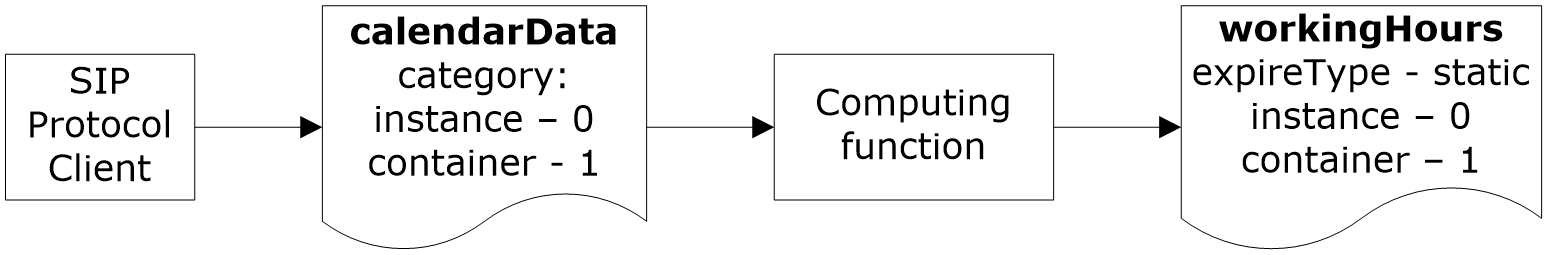 SIP
Protocol
Client
calendarData
category:
instance – 0
container - 1
Computing
function
workingHours
expireType - static
instance – 0
container – 1